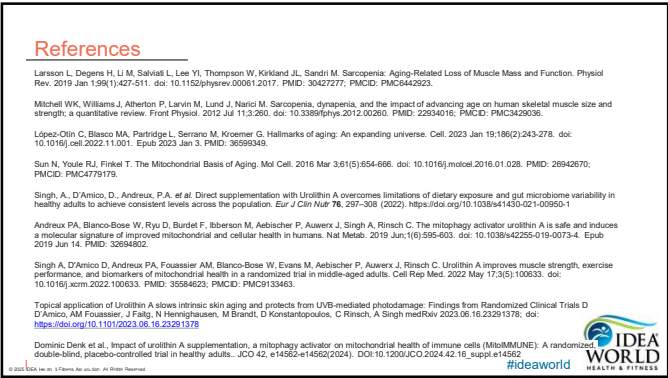 References
Larsson L, Degens H, Li M, Salviati L, Lee YI, Thompson W, Kirkland JL, Sandri M. Sarcopenia: Aging-Related Loss of Muscle Mass and Function. Physiol
Rev. 2019 Jan 1;99(1):427-511. doi: 10.1152/physrev.00061.2017. PMID: 30427277; PMCID: PMC6442923.
Mitchell WK, Williams J, Atherton P, Larvin M, Lund J, Narici M. Sarcopenia, dynapenia, and the impact of advancing age on human skeletal muscle size and
strength; a quantitative review. Front Physiol. 2012 Jul 11;3:260. doi: 10.3389/fphys.2012.00260. PMID: 22934016; PMCID: PMC3429036.
López-Otín C, Blasco MA, Partridge L, Serrano M, Kroemer G. Hallmarks of aging: An expanding universe. Cell. 2023 Jan 19;186(2):243-278. doi:
10.1016/j.cell.2022.11.001. Epub 2023 Jan 3. PMID: 36599349.
Sun N, Youle RJ, Finkel T. The Mitochondrial Basis of Aging. Mol Cell. 2016 Mar 3;61(5):654-666. doi: 10.1016/j.molcel.2016.01.028. PMID: 26942670;
PMCID: PMC4779179.
Singh, A., D'Amico, D., Andreux, P.A. et al. Direct supplementation with Urolithin A overcomes limitations of dietary exposure and gut microbiome variability in
healthy adults to achieve consistent levels across the population. Eur J Clin Nutr 76, 297–308 (2022). https://doi.org/10.1038/s41430-021-00950-1
Andreux PA, Blanco-Bose W, Ryu D, Burdet F, Ibberson M, Aebischer P, Auwerx J, Singh A, Rinsch C. The mitophagy activator urolithin A is safe and induces
a molecular signature of improved mitochondrial and cellular health in humans. Nat Metab. 2019 Jun;1(6):595-603. doi: 10.1038/s42255-019-0073-4. Epub
2019 Jun 14. PMID: 32694802.
Singh A, D'Amico D, Andreux PA, Fouassier AM, Blanco-Bose W, Evans M, Aebischer P, Auwerx J, Rinsch C. Urolithin A improves muscle strength, exercise
performance, and biomarkers of mitochondrial health in a randomized trial in middle-aged adults. Cell Rep Med. 2022 May 17;3(5):100633. doi:
10.1016/j.xcrm.2022.100633. PMID: 35584623; PMCID: PMC9133463.
Topical application of Urolithin A slows intrinsic skin aging and protects from UVB-mediated photodamage: Findings from Randomized Clinical Trials D
D'Amico, AM Fouassier, J Faitg, N Hennighausen, M Brandt, D Konstantopoulos, C Rinsch, A Singh medRxiv 2023.06.16.23291378; doi:
https://doi.org/10.1101/2023.06.16.23291378
Dominic Denk et al., Impact of urolithin A supplementation, a mitophagy activator on mitochondrial health of immune cells (MitoIMMUNE): A randomized,
double-blind, placebo-controlled trial in healthy adults.. JCO 42, e14562-e14562(2024). DOI:10.1200/JCO.2024.42.16_suppl.e14562
© 2025 IDEA Health & Fitness Association. All Rights Reserved.
#ideaworld
IDEA
WORLD
HEALTH & FITNESS